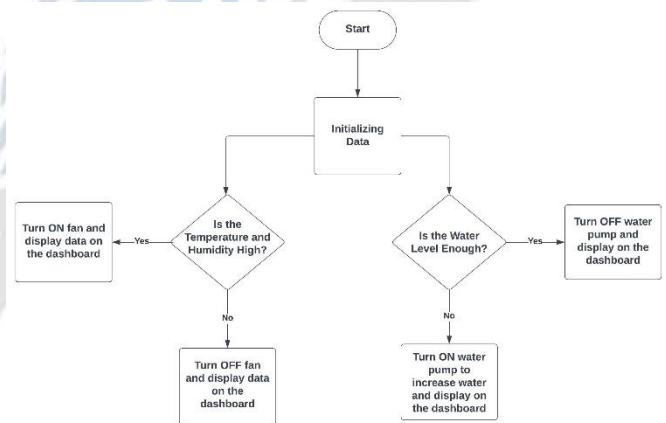 Start
Initializing
Data
Is the
Temperature and
Humidity High?
Yes
Turn ON fan and
display data on
the dashboard
No
Turn OFF fan
and display data
on the
dashboard
Is the Water
Level Enough?
Yes
Turn OFF water
pump and
display on the
dashboard
No
Turn ON water
pump to
increase water
and display on
the dashboard